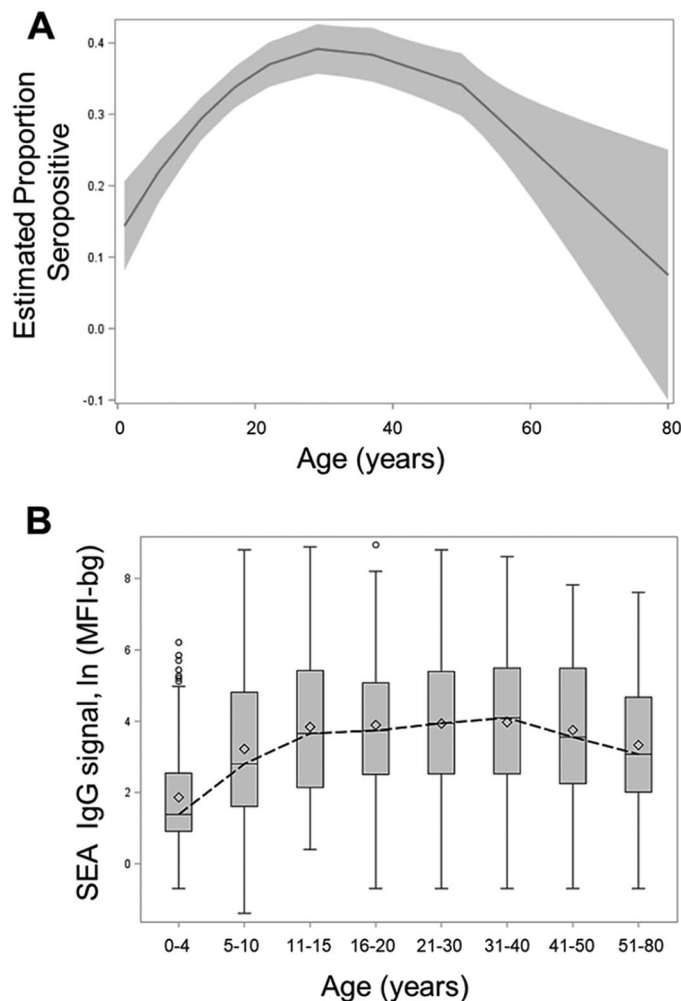 A
Estimated Proportion
Seropositive
0.4
0.3
0.2
0.1
0.0
-0.1
0 20 40 60 80
Age (years)
B
SEA IgG signal, ln (MFI-bg)
8
6
4
2
0
0-4 5-10 11-15 16-20 21-30 31-40 41-50 51-80
Age (years)